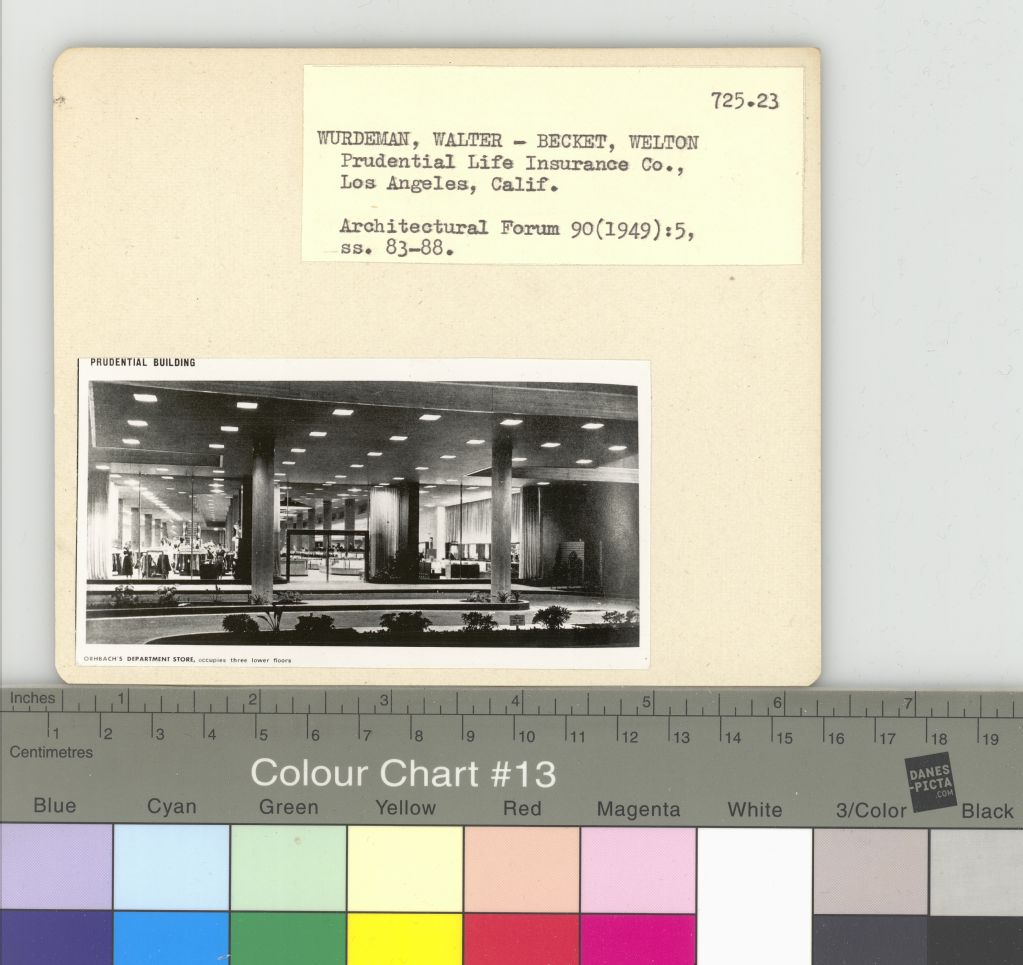 725.23
WURDEMAN, WALTER - BECKET, WELTON
Prudential Life Insurance Co.,
Los Angeles, Calif.
Architectural Forum 90(1949):5,
ss. 83-88.
PRUDENTIAL BUILDING
ORHBACH'S DEPARTMENT STORE, occupies three lower floors
Inches 1 2 3 4 5 6 7
1 2 3 4 5 6 7 8 9 10 11 12 13 14 15 16 17 18 19
Centimetres
Colour Chart #13
DANES
-PICTA
.COM
Blue Cyan Green Yellow Red Magenta White 3/Color Black